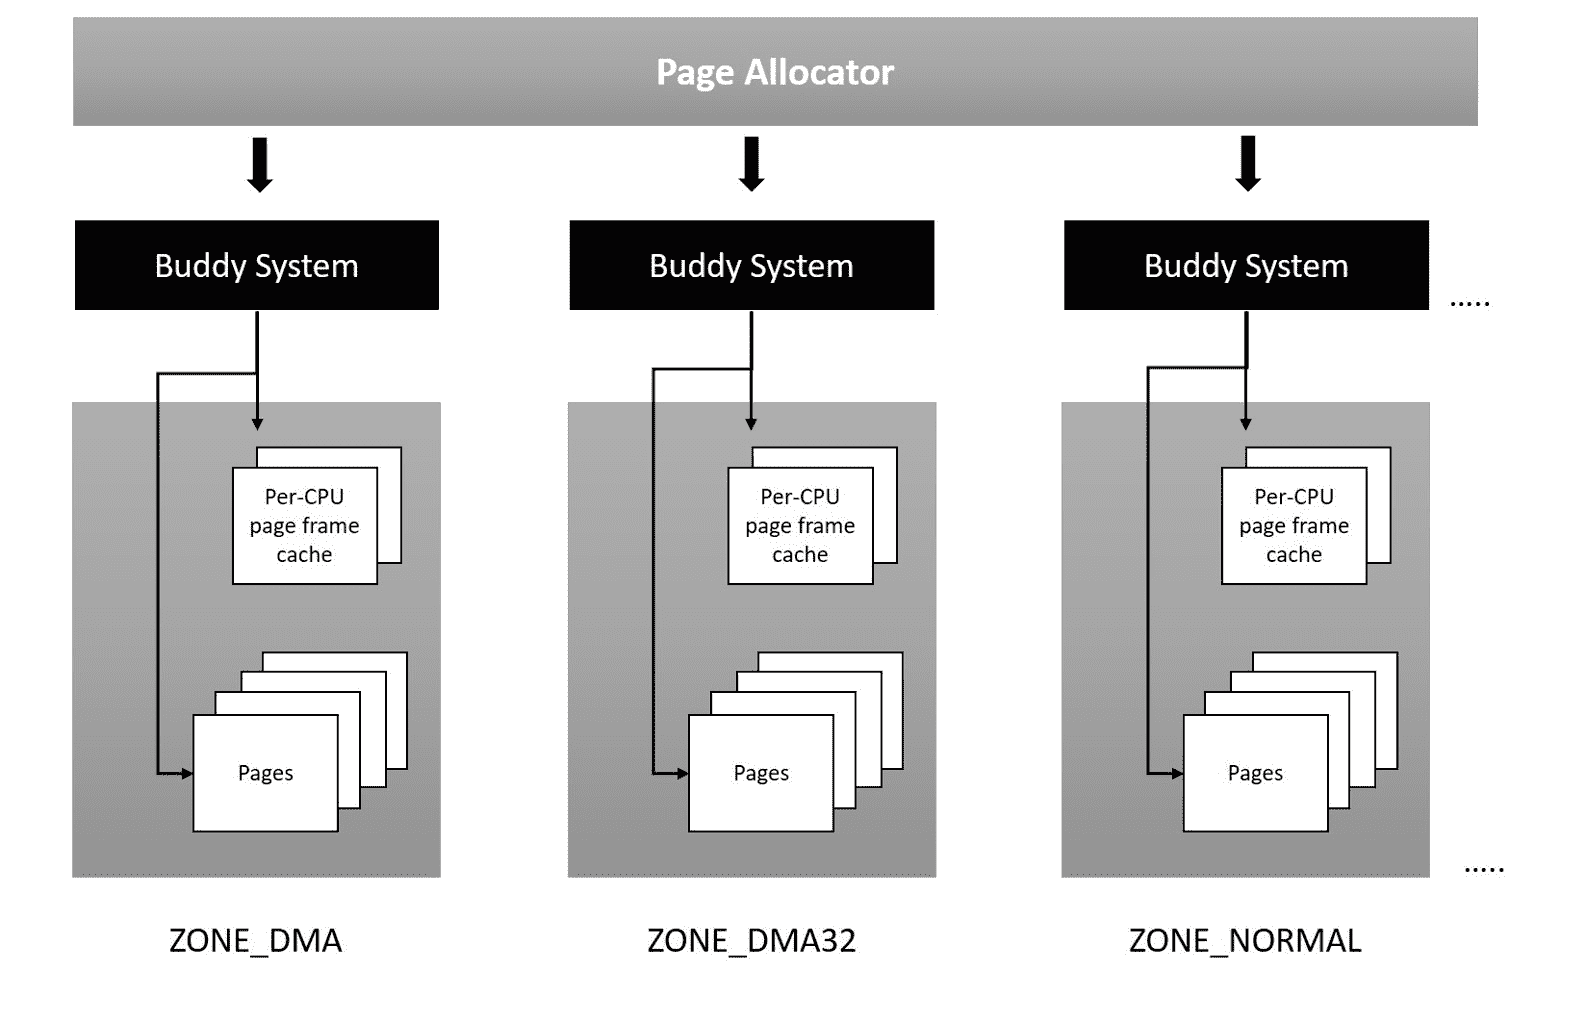 Page Allocator
Buddy System
Buddy System
Buddy System
.....
Per-CPU
page frame
cache
Per-CPU
page frame
cache
Per-CPU
page frame
cache
Pages
Pages
Pages
.....
ZONE_DMA
ZONE_DMA32
ZONE_NORMAL